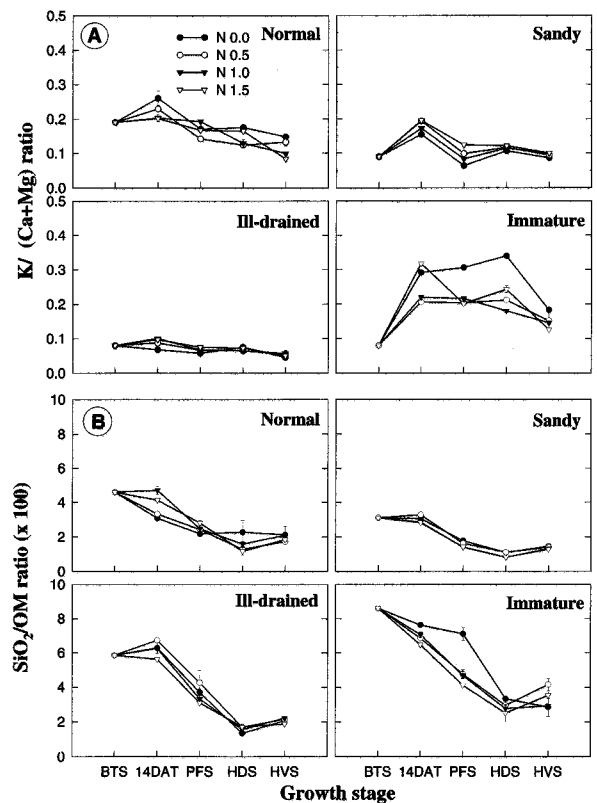 A
Normal
N 0.0
N 0.5
N 1.0
N 1.5
Sandy
0.5
0.4
0.3
0.2
0.1
0.0
Ill-drained
Immature
0.5
0.4
0.3
0.2
0.1
0.0
K/ (Ca+Mg) ratio
B
Normal
Sandy
10
8
6
4
2
0
Ill-drained
Immature
10
8
6
4
2
0
SiO₂/OM ratio (x 100)
BTS 14DAT PFS HDS HVS
BTS 14DAT PFS HDS HVS
Growth stage